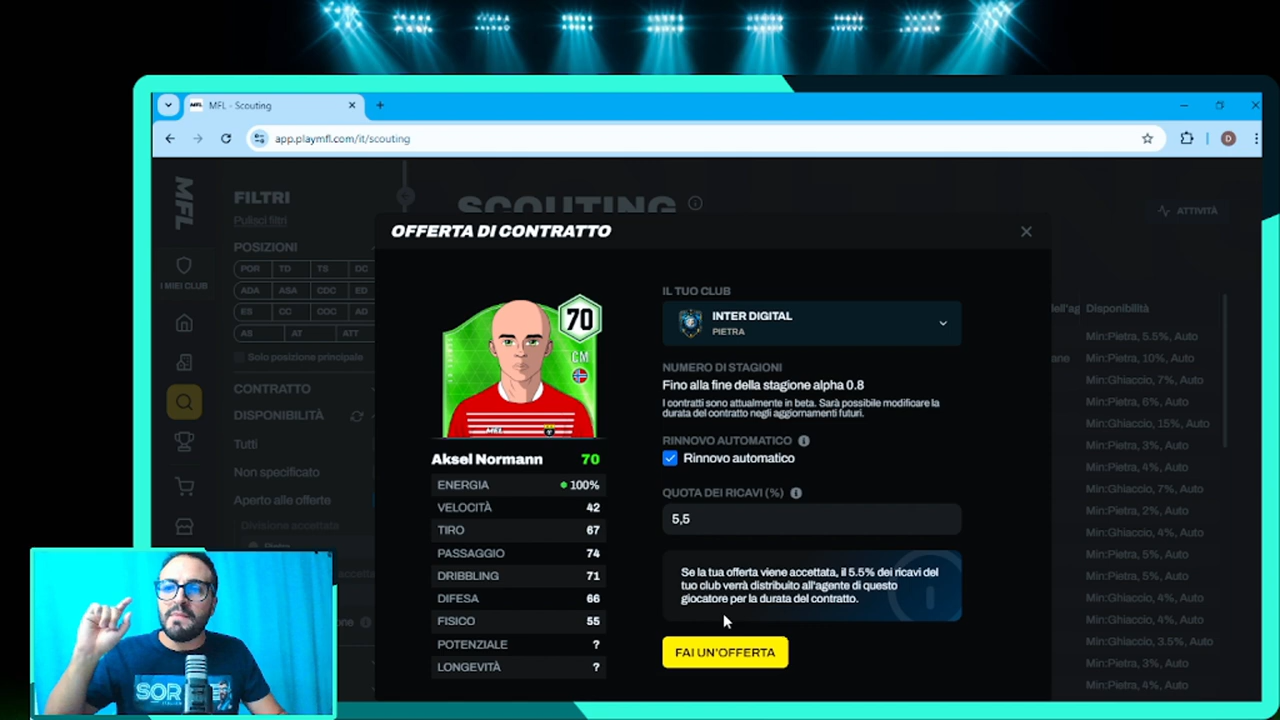 MFL - Scouting
app.playmfl.com/it/scouting
MFL
I MIEI CLUB
FILTRI
Pulisci filtri
POSIZIONI
POR TD TS DC
ADA ASA CDC ED
ES CC COC AD
AS AT ATT
Solo posizione principale
CONTRATTO
DISPONIBILITÀ
Tutti
Non specificato
Aperto alle offerte
Divisione accettata
Pietra
SCOUTING
ATTIVITÀ
OFFERTA DI CONTRATTO
70
CM
MFL
Aksel Normann 70
ENERGIA 100%
VELOCITÀ 42
TIRO 67
PASSAGGIO 74
DRIBBLING 71
DIFESA 66
FISICO 55
POTENZIALE ?
LONGEVITÀ ?
IL TUO CLUB
INTER DIGITAL
PIETRA
NUMERO DI STAGIONI
Fino alla fine della stagione alpha 0.8
I contratti sono attualmente in beta. Sarà possibile modificare la
durata del contratto negli aggiornamenti futuri.
RINNOVO AUTOMATICO
Rinnovo automatico
QUOTA DEI RICAVI (%)
5,5
Se la tua offerta viene accettata, il 5.5% dei ricavi del
tuo club verrà distribuito all'agente di questo
giocatore per la durata del contratto.
FAI UN'OFFERTA
Disponibilità
Min:Pietra, 5.5%, Auto
Min:Pietra, 10%, Auto
Min:Ghiaccio, 7%, Auto
Min:Pietra, 6%, Auto
Min:Ghiaccio, 15%, Auto
Min:Pietra, 3%, Auto
Min:Pietra, 4%, Auto
Min:Ghiaccio, 7%, Auto
Min:Pietra, 2%, Auto
Min:Ghiaccio, 4%, Auto
Min:Pietra, 5%, Auto
Min:Pietra, 5%, Auto
Min:Ghiaccio, 4%, Auto
Min:Ghiaccio, 4%, Auto
Min:Ghiaccio, 3.5%, Auto
Min:Pietra, 3%, Auto
Min:Pietra, 4%, Auto